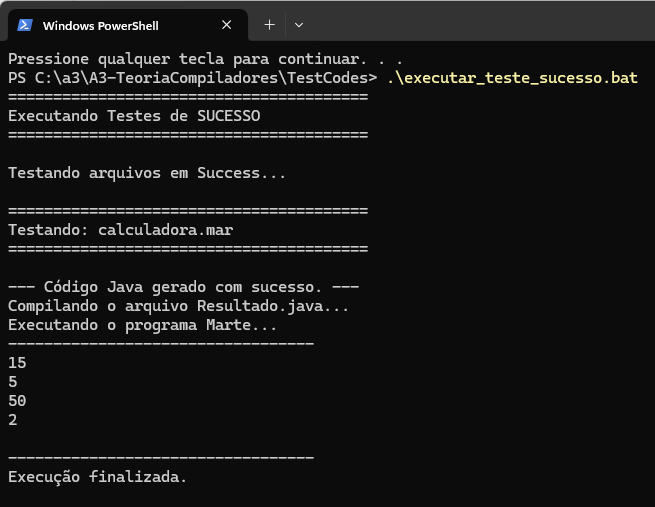 Windows PowerShell
Pressione qualquer tecla para continuar. . .
PS C:\a3\A3-TeoriaCompiladores\TestCodes> .\executar_teste_sucesso.bat
========================================
Executando Testes de SUCESSO
========================================
Testando arquivos em Success...
========================================
Testando: calculadora.mar
========================================
--- Código Java gerado com sucesso. ---
Compilando o arquivo Resultado.java...
Executando o programa Marte...
----------------------------------
15
5
50
2
----------------------------------
Execução finalizada.